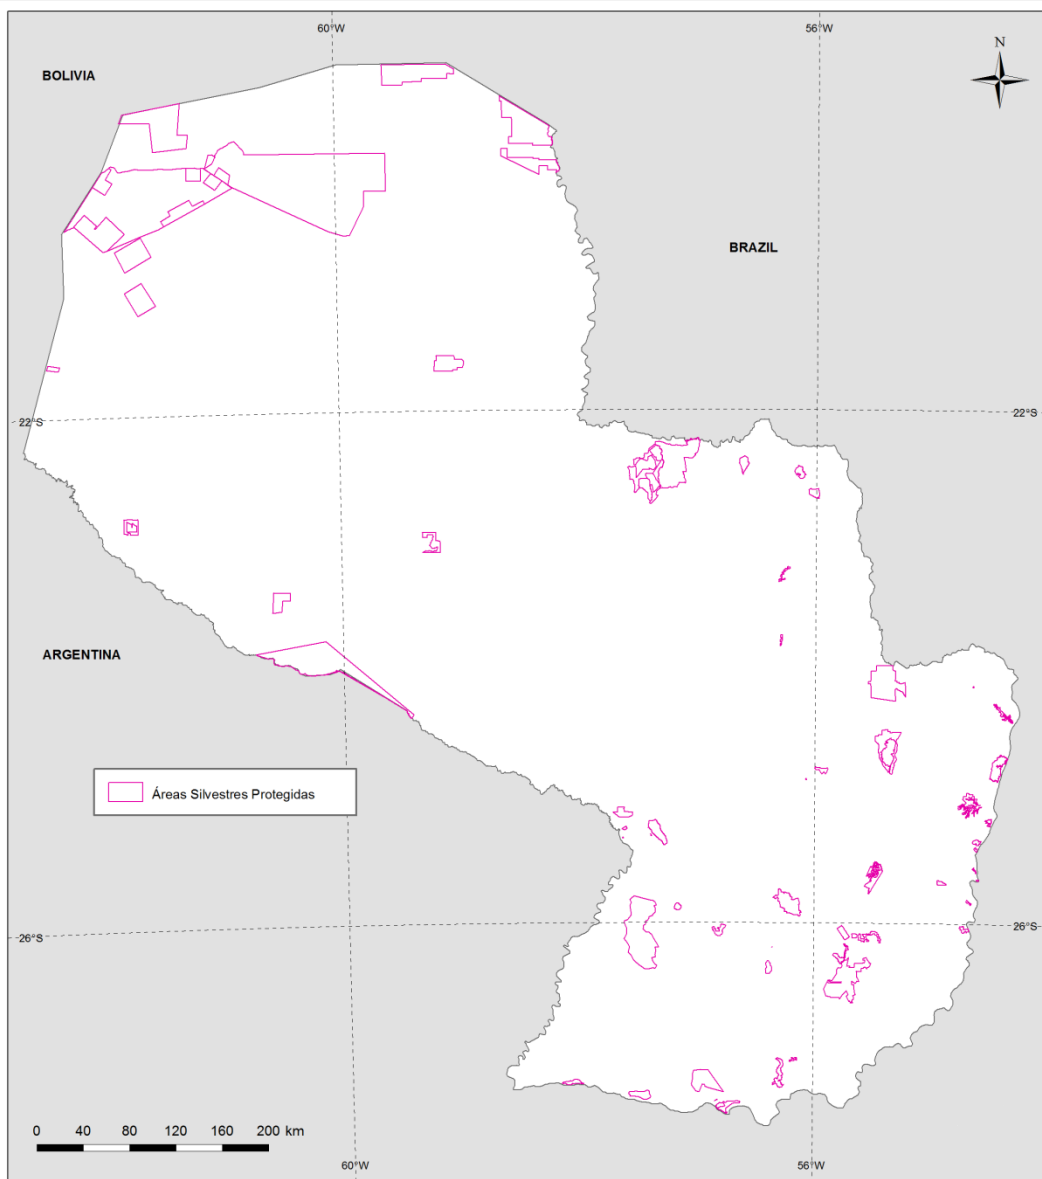 60°W 56°W
BOLIVIA
N
BRAZIL
22°S 22°S
ARGENTINA
Áreas Silvestres Protegidas
26°S 26°S
0 40 80 120 160 200 km
60°W 56°W